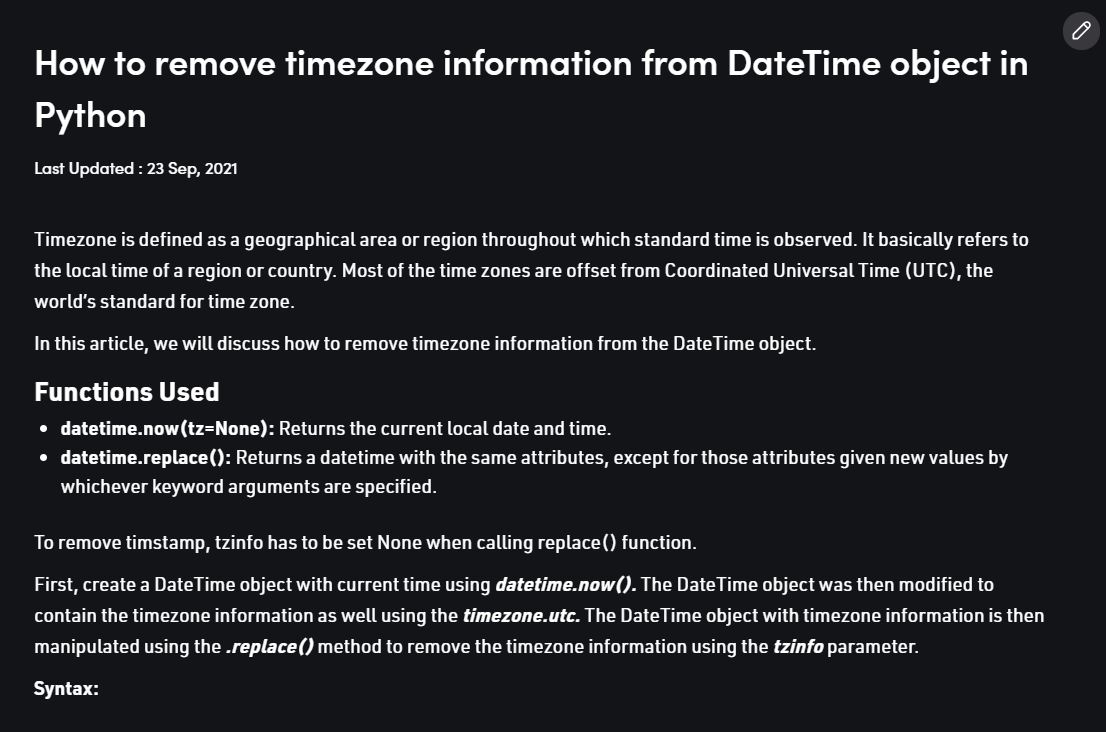 How to remove timezone information from DateTime object in
Python
Last Updated : 23 Sep, 2021
Timezone is defined as a geographical area or region throughout which standard time is observed. It basically refers to
the local time of a region or country. Most of the time zones are offset from Coordinated Universal Time (UTC), the
world’s standard for time zone.
In this article, we will discuss how to remove timezone information from the DateTime object.
Functions Used
• datetime.now(tz=None): Returns the current local date and time.
• datetime.replace(): Returns a datetime with the same attributes, except for those attributes given new values by
whichever keyword arguments are specified.
To remove timstamp, tzinfo has to be set None when calling replace() function.
First, create a DateTime object with current time using datetime.now(). The DateTime object was then modified to
contain the timezone information as well using the timezone.utc. The DateTime object with timezone information is then
manipulated using the .replace() method to remove the timezone information using the tzinfo parameter.
Syntax: